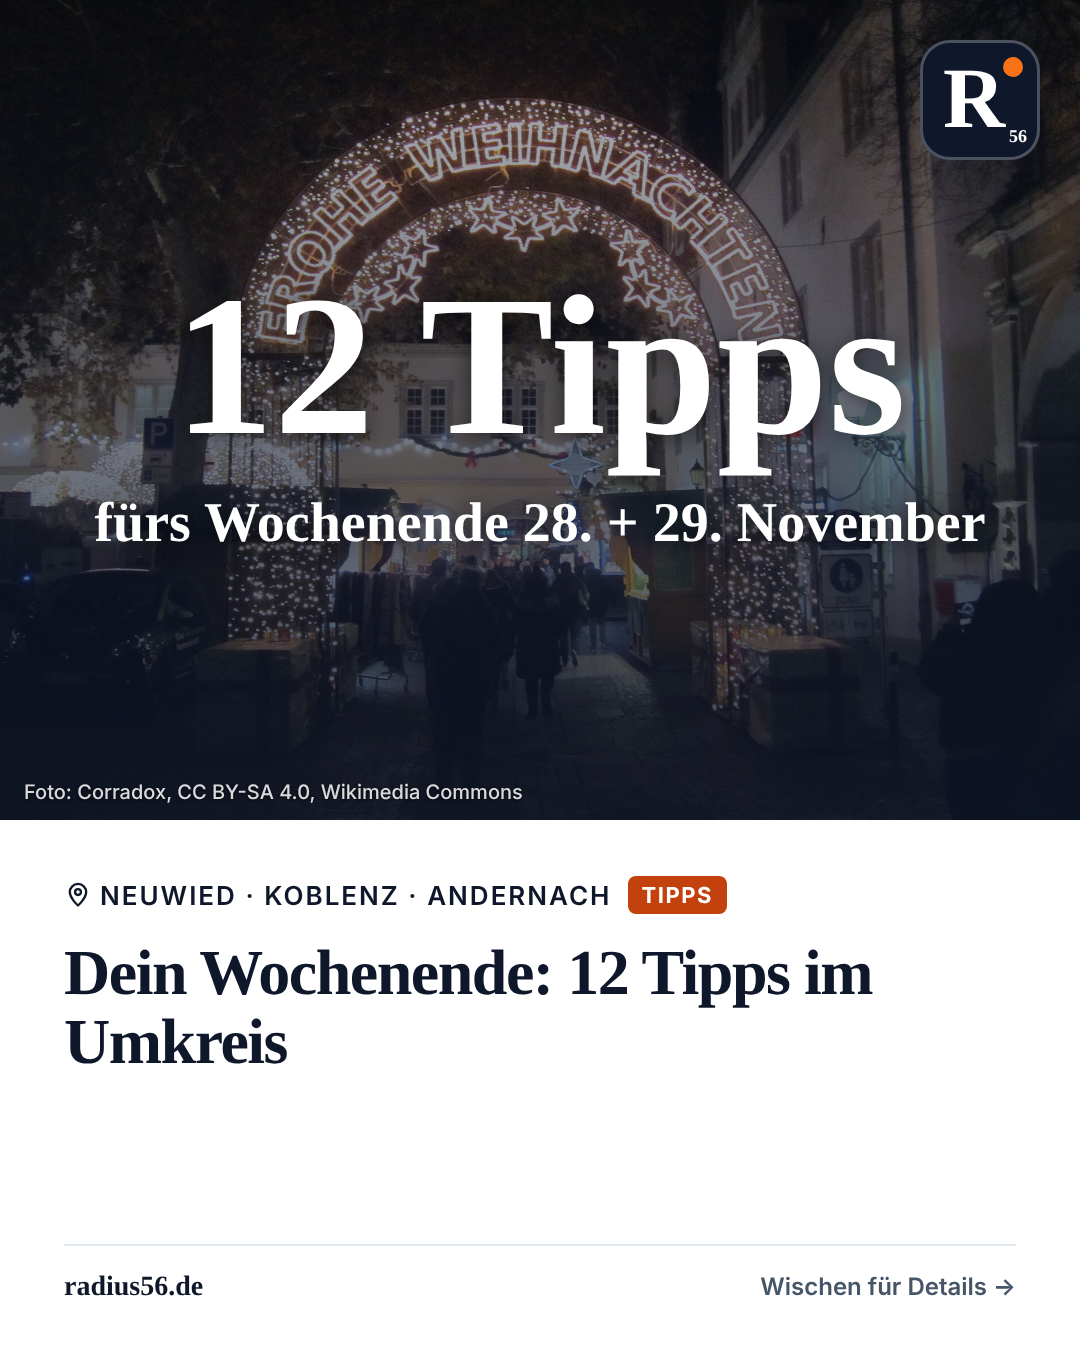 R
56
FROHE WEIHNACHTEN
P
12 Tipps
fürs Wochenende 28. + 29. November
ZONE
Foto: Corradox, CC BY-SA 4.0, Wikimedia Commons
NEUWIED · KOBLENZ · ANDERNACH
TIPPS
Dein Wochenende: 12 Tipps im
Umkreis
radius56.de
Wischen für Details →